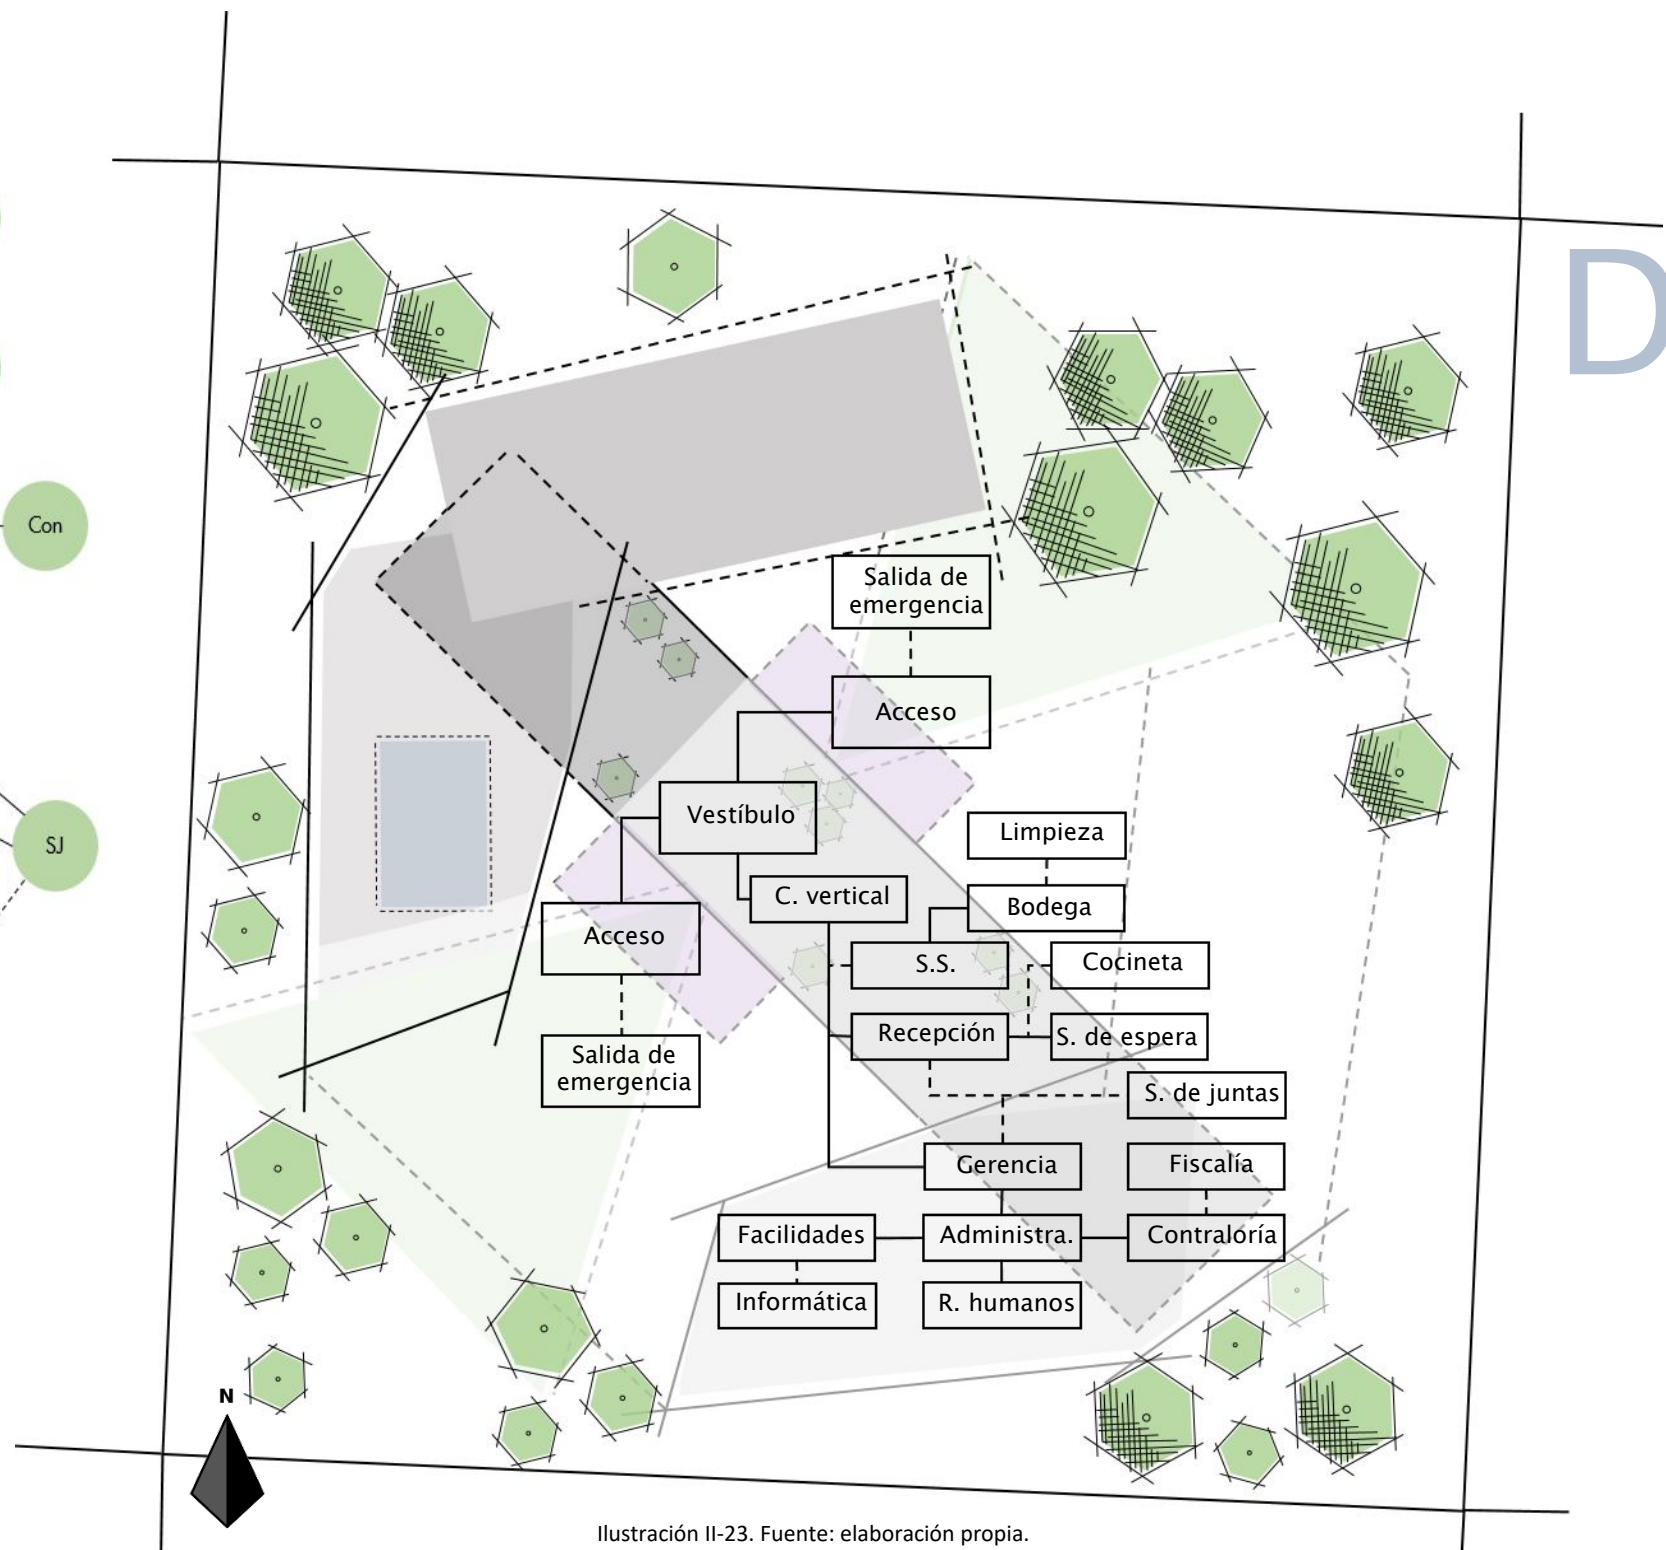 D
Con
Salida de
emergencia
Acceso
Vestíbulo
Limpieza
SJ
C. vertical
Bodega
Acceso
S.S.
Cocineta
Recepción
S. de espera
Salida de
emergencia
S. de juntas
Gerencia
Fiscalía
Facilidades
Administra.
Contraloría
Informática
R. humanos
N
Ilustración II-23. Fuente: elaboración propia.